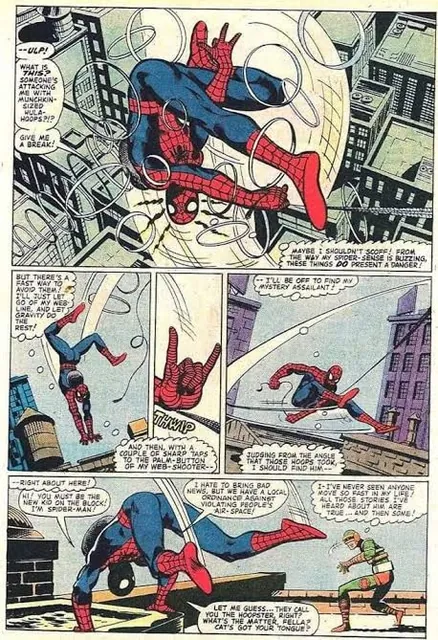 --ULP!
WHAT IS
THIS?
SOMEONE'S
ATTACKING
ME WITH
MUNCHKIN-
SIZED
HULA-
HOOPS?!?
GIVE
ME A
BREAK!
MAYBE I SHOULDN'T SCOFF! FROM
THE WAY MY SPIDER-SENSE IS BUZZING,
THESE THINGS DO PRESENT A DANGER!
BUT THERE'S A
FAST WAY TO
AVOID THEM!
I'LL JUST LET
GO OF MY WEB-
LINE, AND LET
GRAVITY DO
THE
REST!
AND THEN, WITH A
COUPLE OF SHARP TAPS
TO THE PALM-BUTTON
OF MY WEB-SHOOTER--
THWIP
-- I'LL BE OFF TO FIND MY
MYSTERY ASSAILANT!
JUDGING FROM THE ANGLE
THAT THOSE HOOPS TOOK,
I SHOULD FIND HIM--
--RIGHT ABOUT HERE!
HI! YOU MUST BE THE
NEW KID ON THE BLOCK!
I'M SPIDER-MAN!
I HATE TO BRING BAD
NEWS, BUT WE HAVE A LOCAL
ORDINANCE AGAINST
VIOLATING PEOPLE'S
AIR-SPACE!
LET ME GUESS... THEY CALL
YOU THE HOOPSTER, RIGHT?
WHAT'S THE MATTER, FELLA?
CAT'S GOT YOUR TONGUE?
I-I'VE NEVER SEEN ANYONE
MOVE SO FAST IN MY LIFE!
ALL THOSE STORIES I'VE
HEARD ABOUT HIM ARE
TRUE... AND THEN SOME!